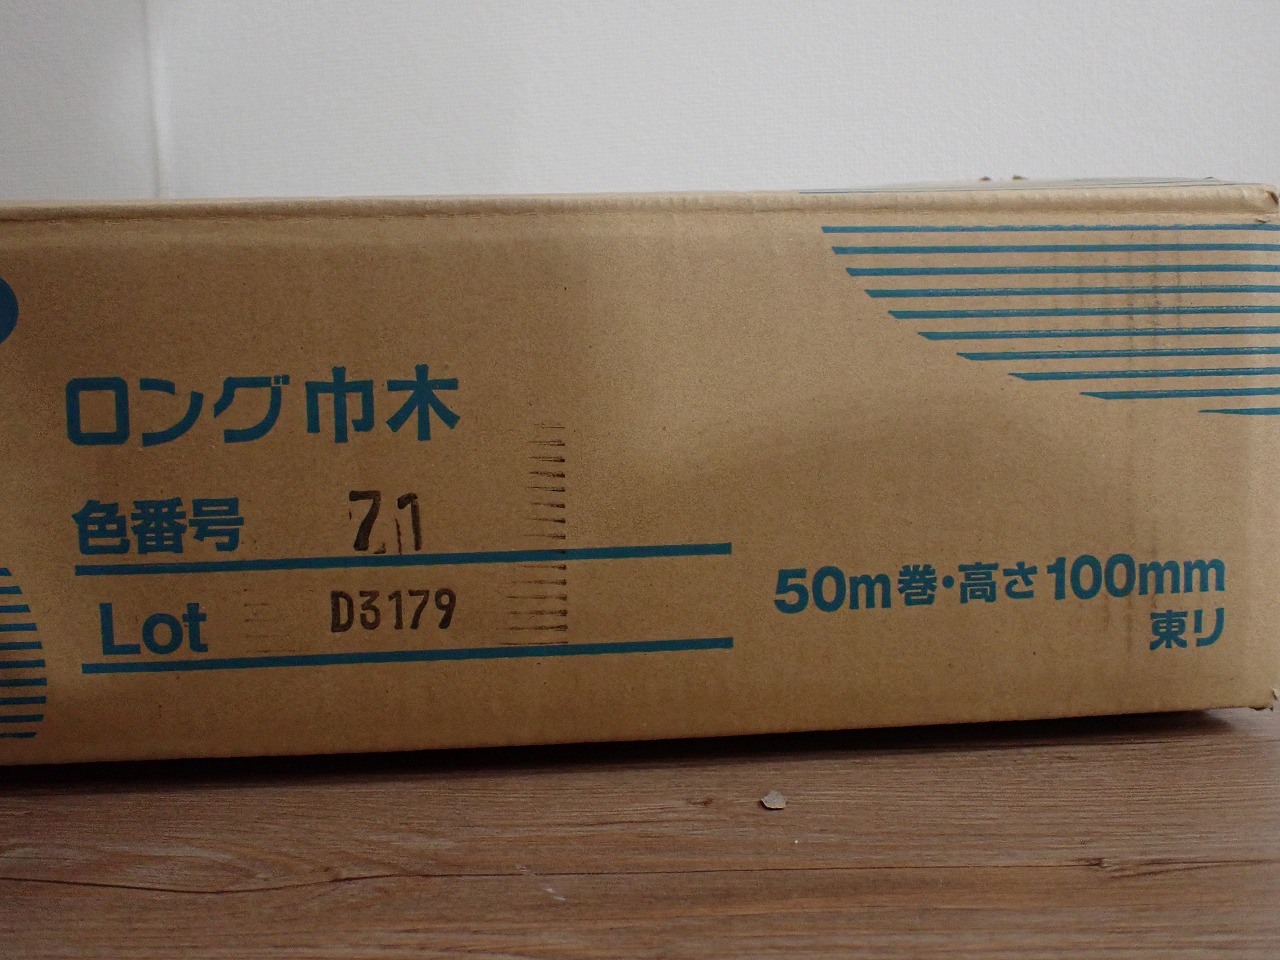 ロング巾木
色番号 71
Lot D3179
50m巻・高さ100mm
東リ